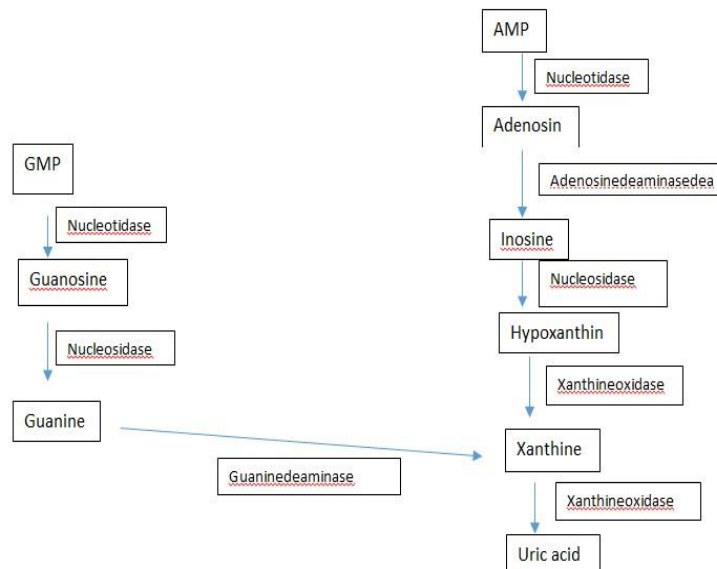 AMP
Nucleotidase
Adenosin
GMP
Adenosinedeaminasedea
Nucleotidase
Inosine
Guanosine
Nucleosidase
Hypoxanthin
Nucleosidase
Xanthineoxidase
Guanine
Xanthine
Guaninedeaminase
Xanthineoxidase
Uric acid